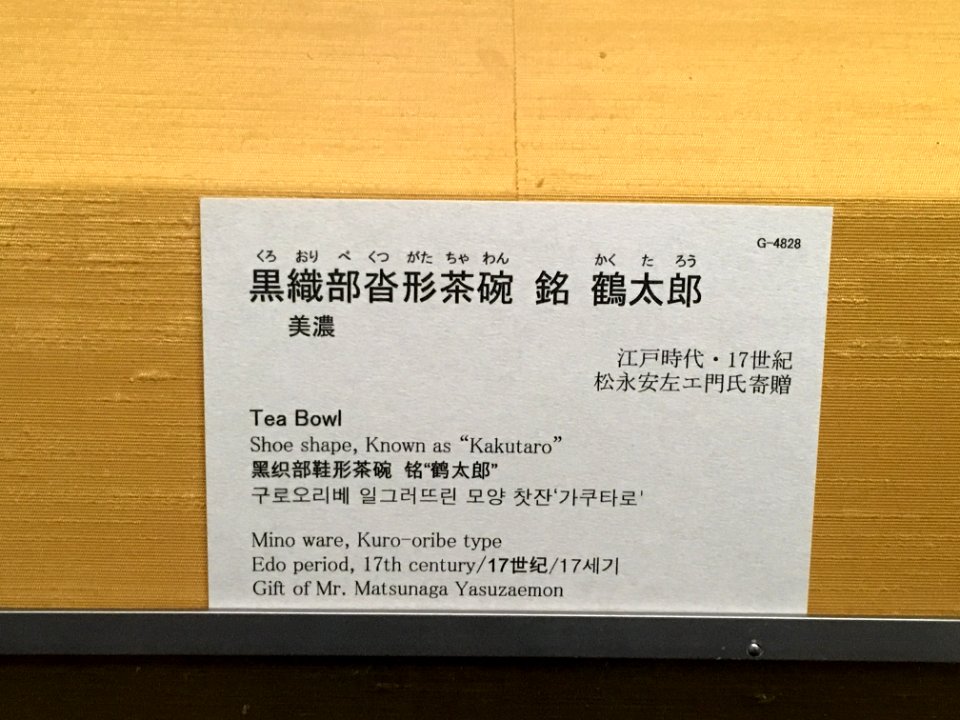 G-4828
くろ おり べ くつ がた ちゃ わん かく た ろう
黒織部沓形茶碗 銘 鶴太郎
美濃
江戸時代・17世紀
松永安左エ門氏寄贈
Tea Bowl
Shoe shape, Known as “Kakutaro”
黑织部鞋形茶碗 铭“鹤太郎”
구로오리베 일그러뜨린 모양 찻잔‘가쿠타로'
Mino ware, Kuro-oribe type
Edo period, 17th century/17世纪/17세기
Gift of Mr. Matsunaga Yasuzaemon